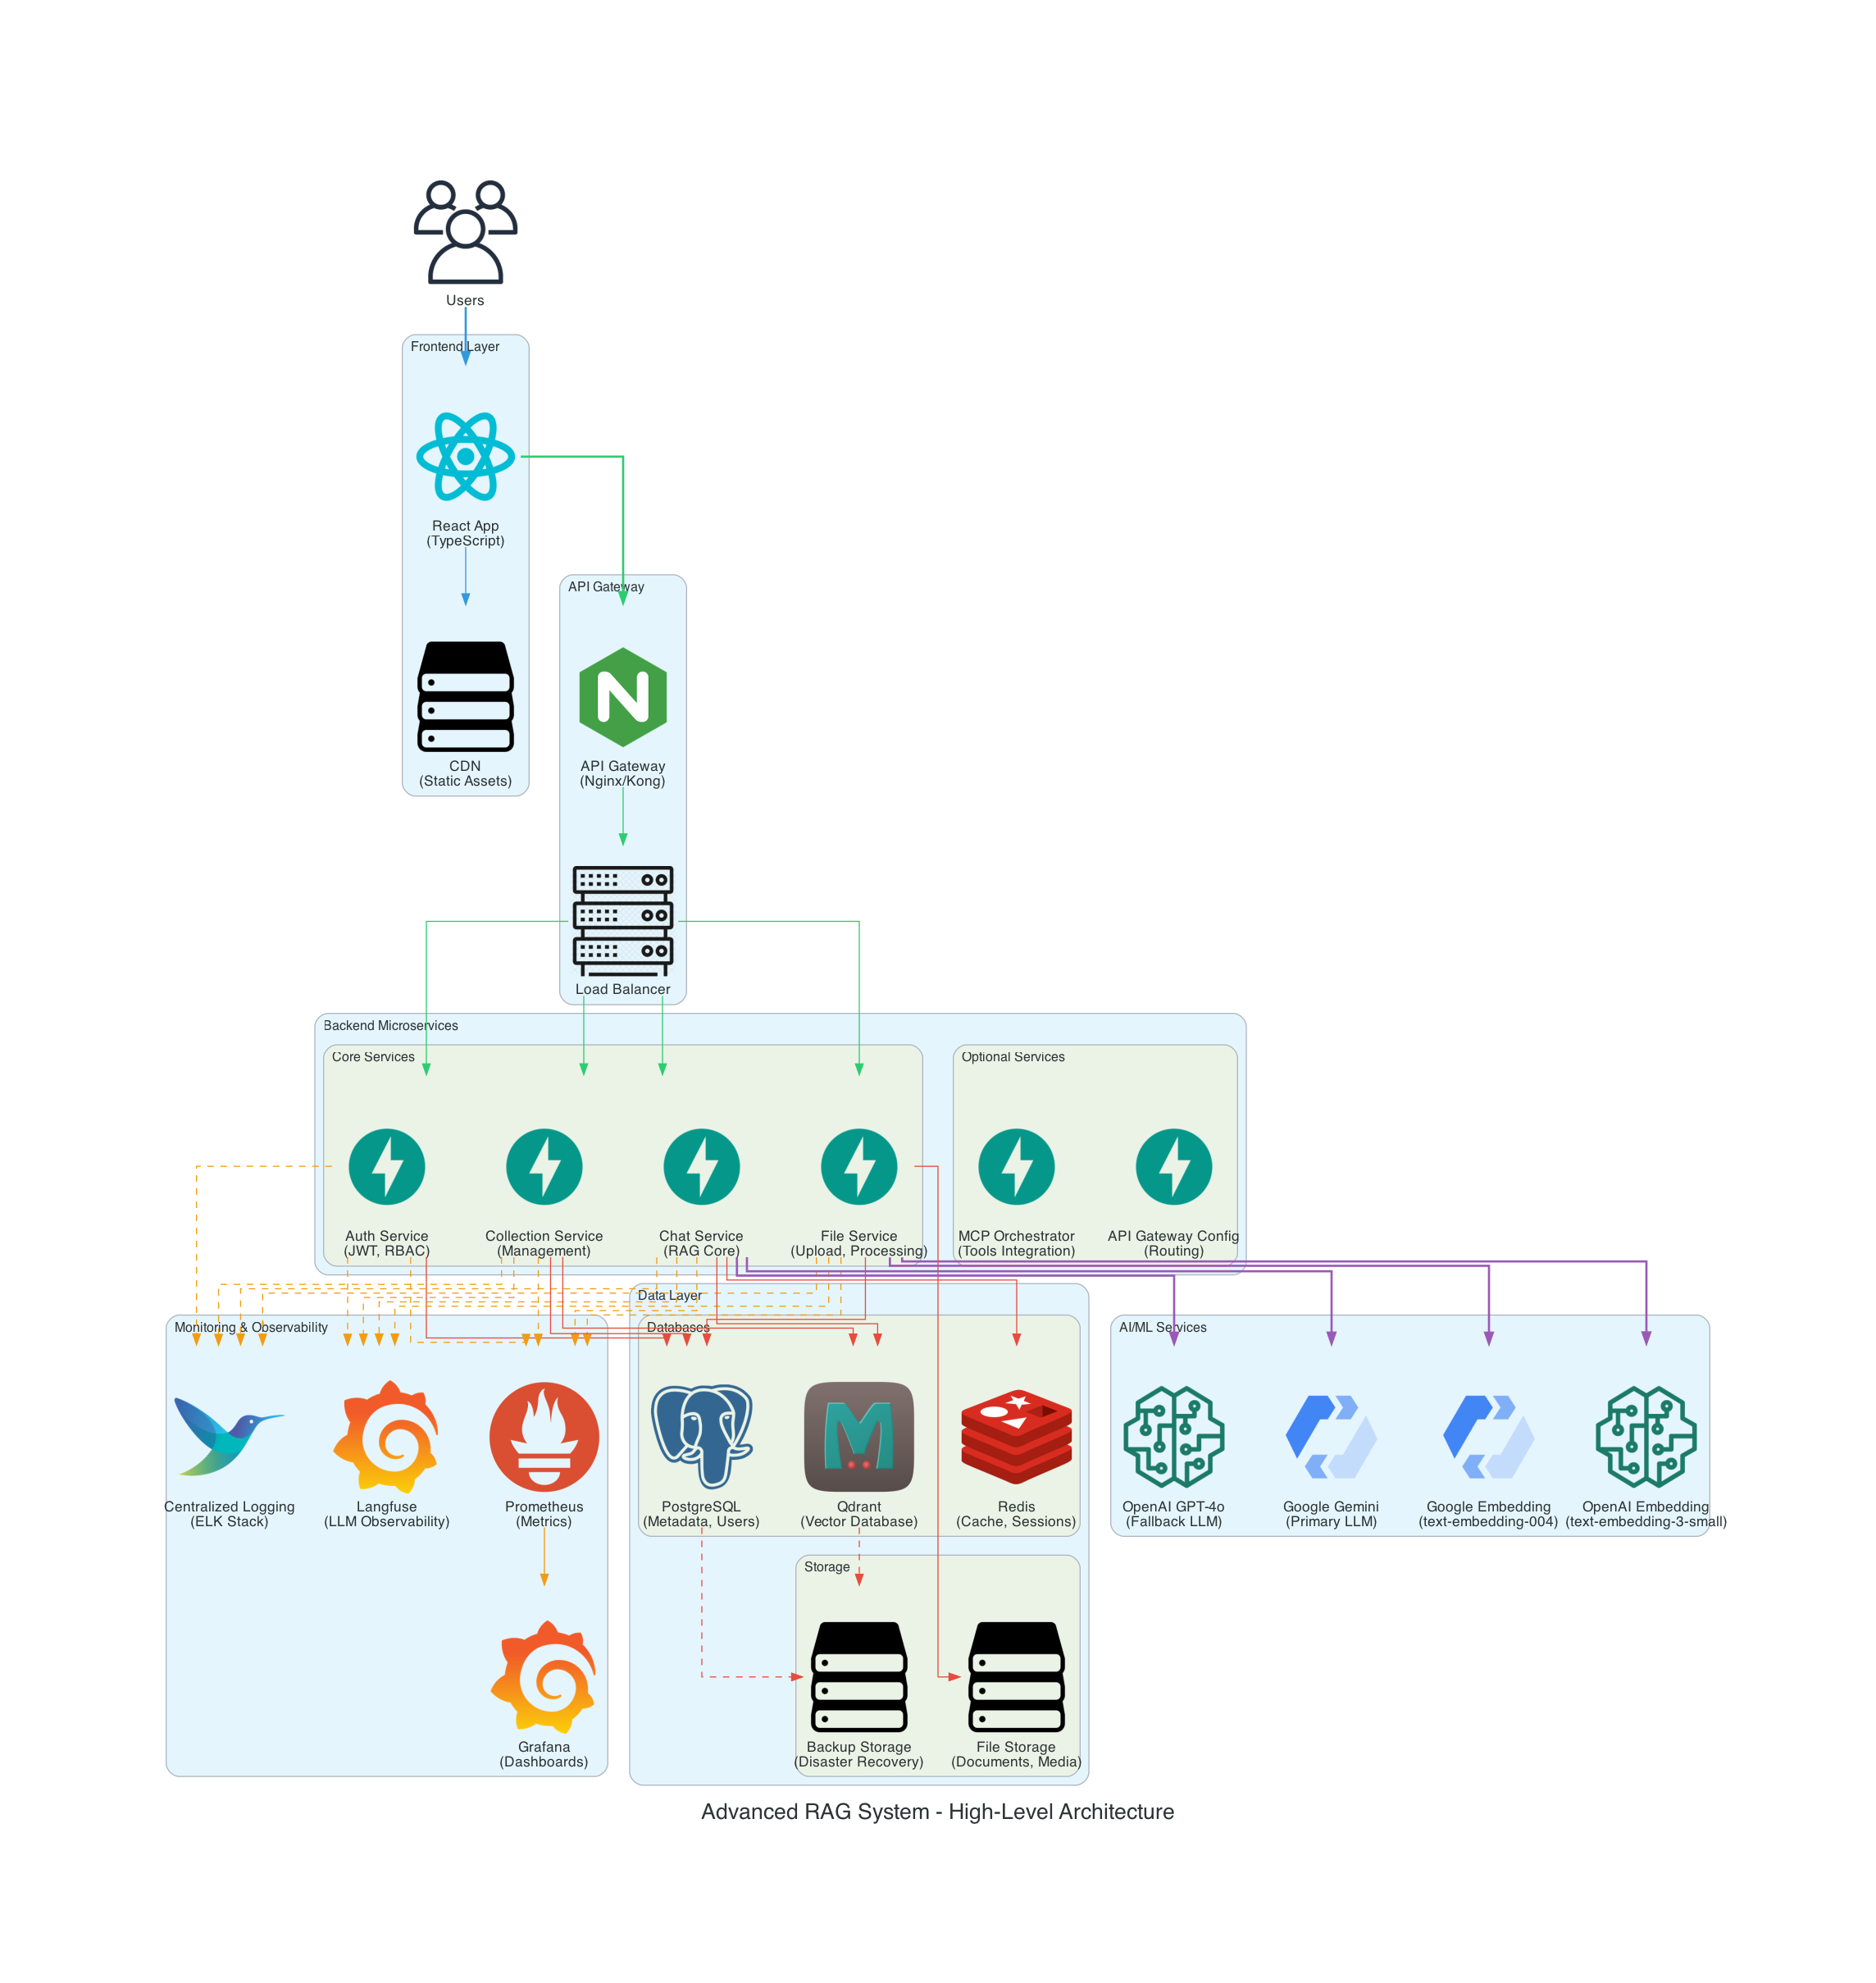 Users
Frontend Layer
React App
(TypeScript)
API Gateway
CDN
(Static Assets)
API Gateway
(Nginx/Kong)
Load Balancer
Backend Microservices
Core Services
Optional Services
Auth Service
(JWT, RBAC)
Collection Service
(Management)
Chat Service
(RAG Core)
File Service
(Upload, Processing)
MCP Orchestrator
(Tools Integration)
API Gateway Config
(Routing)
Data Layer
Monitoring & Observability
Databases
AI/ML Services
Centralized Logging
(ELK Stack)
Langfuse
(LLM Observability)
Prometheus
(Metrics)
PostgreSQL
(Metadata, Users)
Qdrant
(Vector Database)
Redis
(Cache, Sessions)
OpenAI GPT-4o
(Fallback LLM)
Google Gemini
(Primary LLM)
Google Embedding
(text-embedding-004)
OpenAI Embedding
(text-embedding-3-small)
Storage
Grafana
(Dashboards)
Backup Storage
(Disaster Recovery)
File Storage
(Documents, Media)
Advanced RAG System - High-Level Architecture